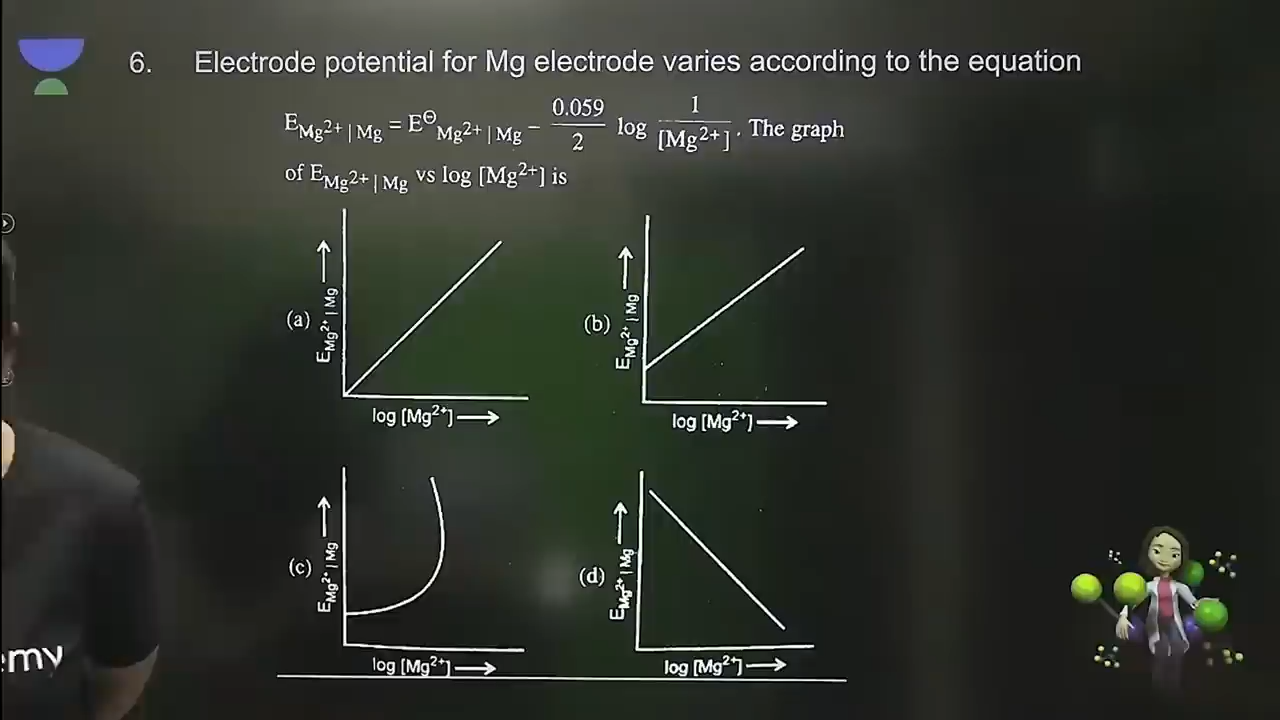 6. Electrode potential for Mg electrode varies according to the equation
E_{Mg²⁺ | Mg} = E^Θ_{Mg²⁺ | Mg} − 0.059/2 log 1/[Mg²⁺] . The graph
of E_{Mg²⁺ | Mg} vs log [Mg²⁺] is
(a) E_{Mg²⁺ | Mg} →
log [Mg²⁺] →
(b) E_{Mg²⁺ | Mg} →
log [Mg²⁺] →
(c) E_{Mg²⁺ | Mg} →
log [Mg²⁺] →
(d) E_{Mg²⁺ | Mg} →
log [Mg²⁺] →
emy